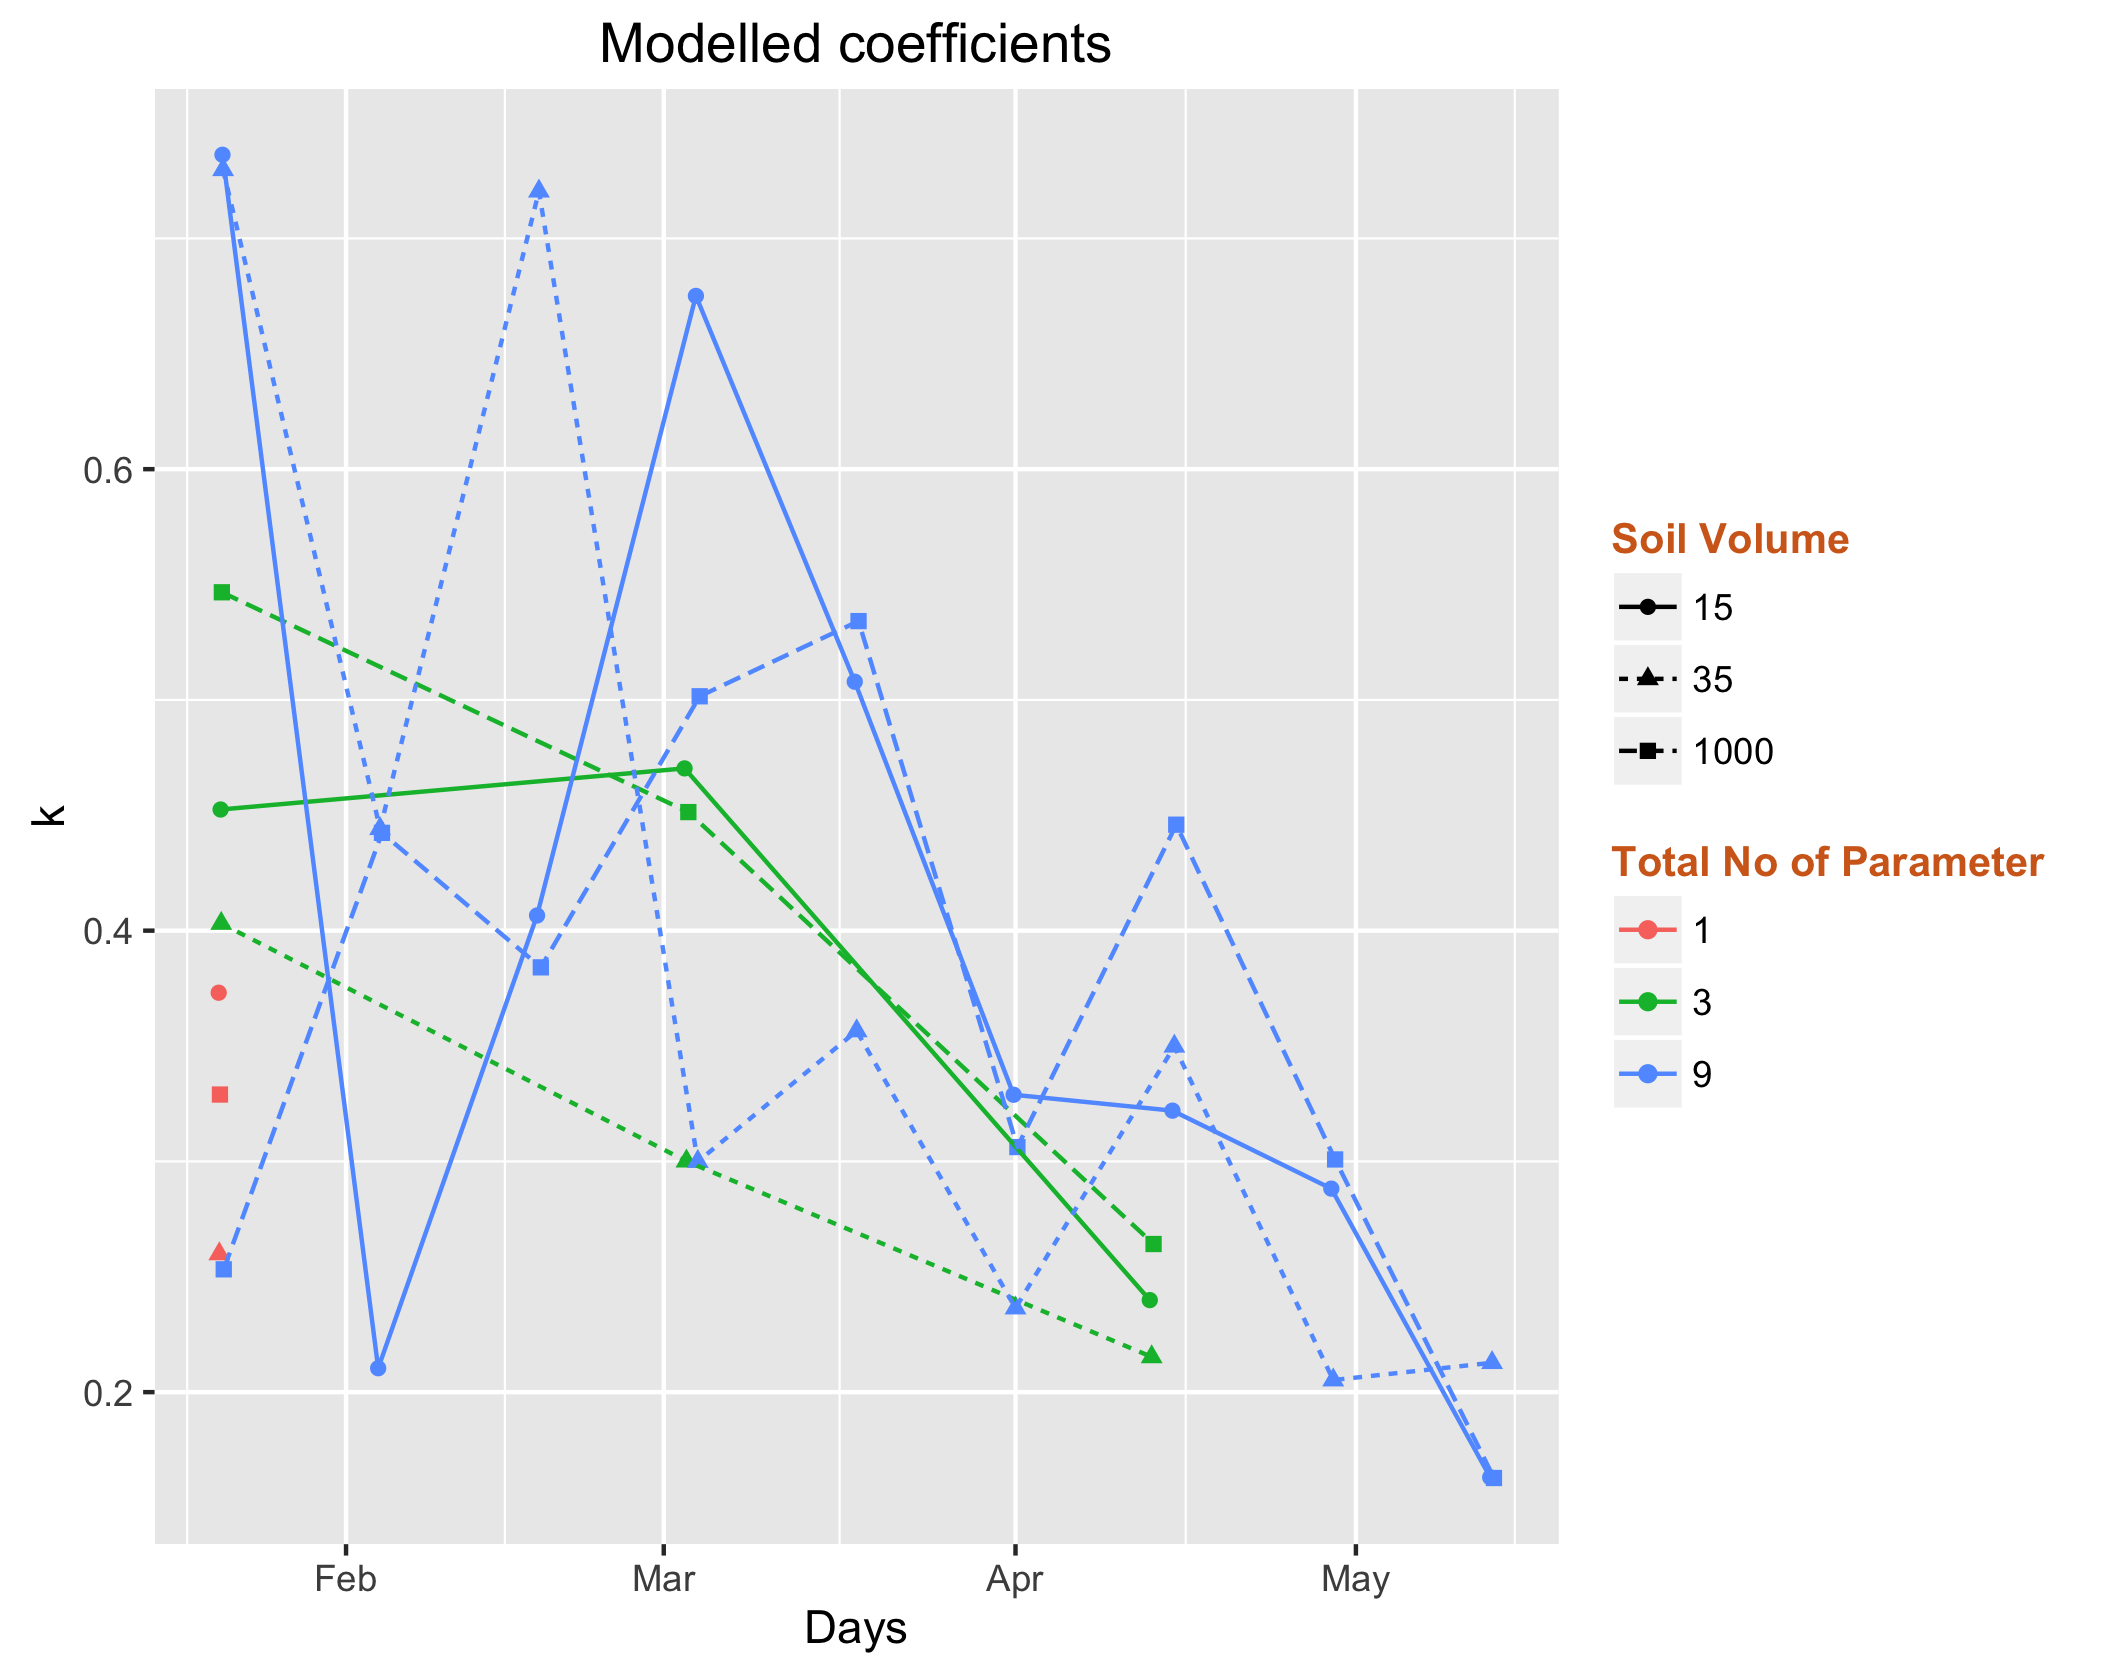 Modelled coefficients
k
0.6
0.4
0.2
Feb Mar Apr May
Days
Soil Volume
15
35
1000
Total No of Parameter
1
3
9